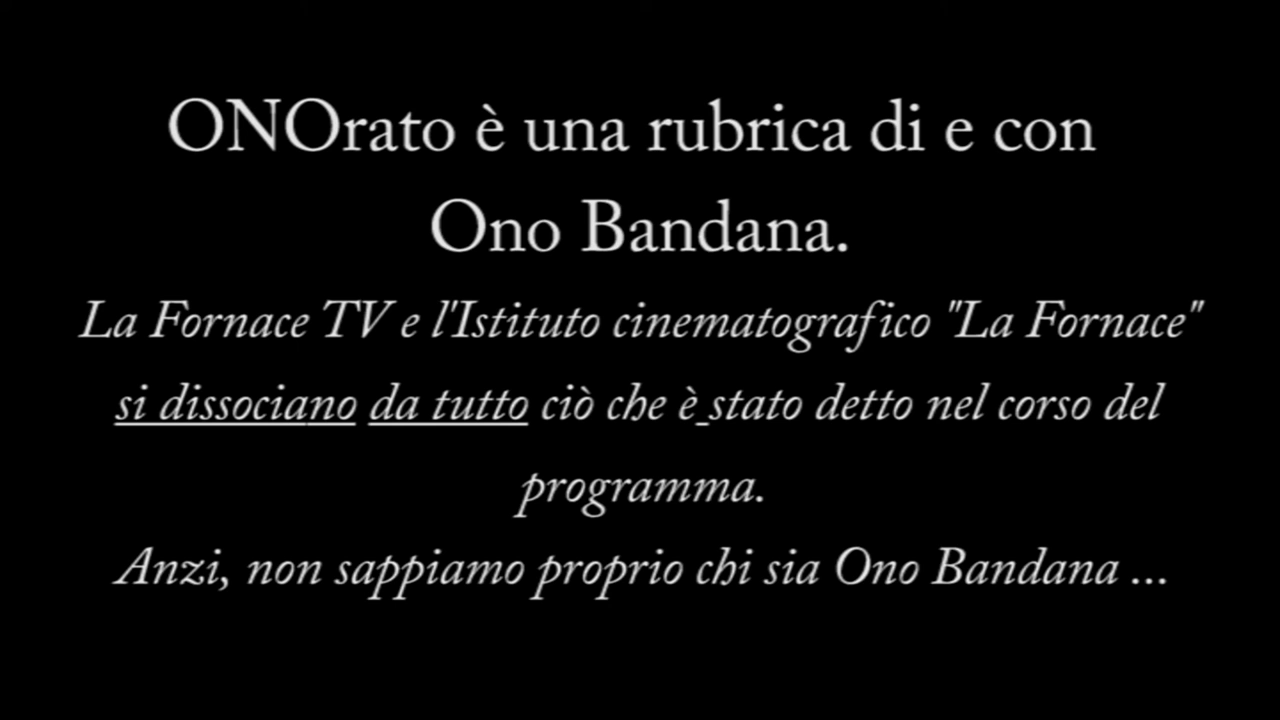 ONOrato è una rubrica di e con
Ono Bandana.
La Fornace TV e l'Istituto cinematografico "La Fornace"
si dissociano da tutto ciò che è stato detto nel corso del
programma.
Anzi, non sappiamo proprio chi sia Ono Bandana ...